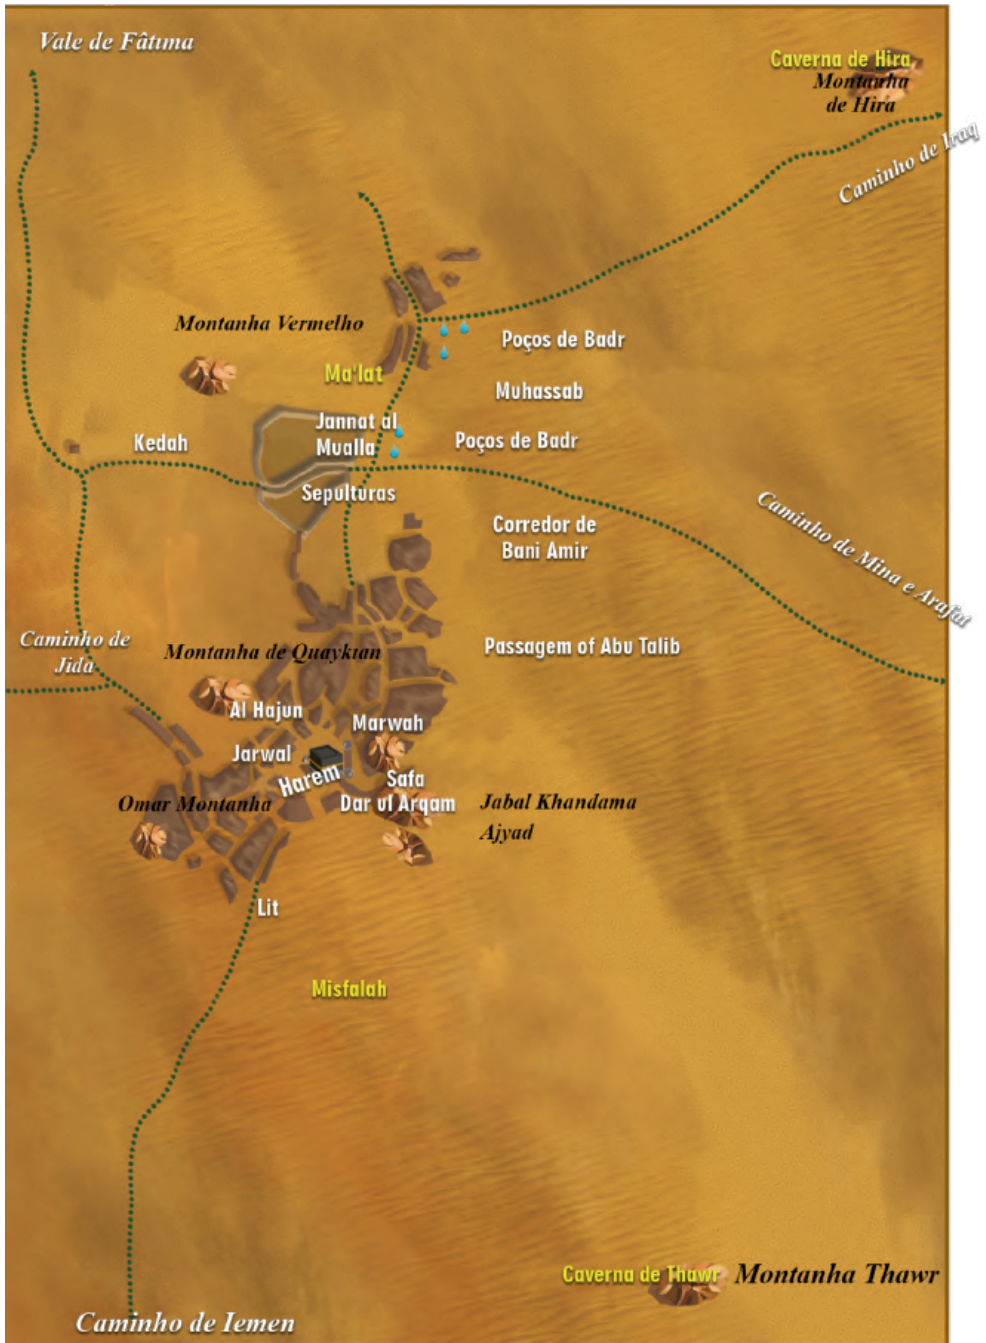 Vale de Fâtıma
Caverna de Hira
Montanha
de Hira
Caminho de Iraq
Montanha Vermelho
Poços de Badr
Ma'lat
Muhassab
Jannat al
Mualla
Kedah
Poços de Badr
Sepulturas
Caminho de Mina e Arafat
Corredor de
Bani Amir
Caminho de
Jida
Montanha de Quayktan
Passagem of Abu Talib
Al Hajun
Marwah
Jarwal
Harem
Safa
Omar Montanha
Dar ul Arqam
Jabal Khandama
Ajyad
Lit
Misfalah
Caverna de Thawr
Montanha Thawr
Caminho de Iemen